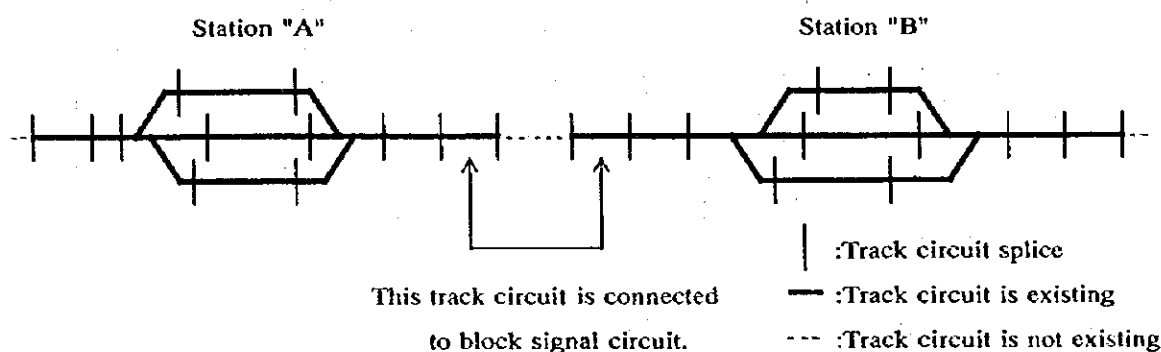 Station "A"
Station "B"
This track circuit is connected
to block signal circuit.
:Track circuit splice
:Track circuit is existing
:Track circuit is not existing